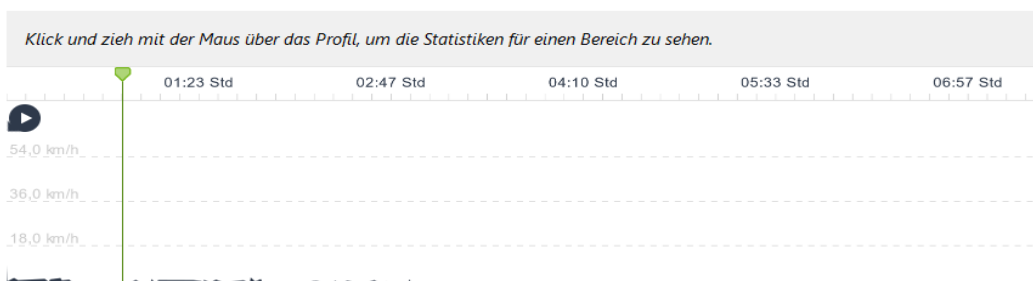 Klick und zieh mit der Maus über das Profil, um die Statistiken für einen Bereich zu sehen.
01:23 Std 02:47 Std 04:10 Std 05:33 Std 06:57 Std
54,0 km/h
36,0 km/h
18,0 km/h